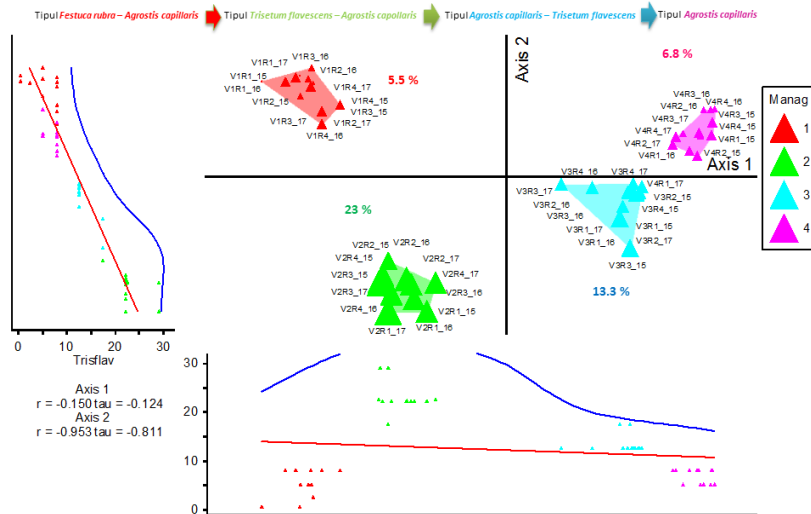 Tipul Festuca rubra – Agrostis capillaris Tipul Trisetum flavescens – Agrostis capollaris Tipul Agrostis capillaris – Trisetum flavescens Tipul Agrostis capillaris
Axis 2
Axis 1
5.5 %
6.8 %
23 %
13.3 %
V1R1_17
V1R3_16
V1R1_15
V1R2_16
V1R1_16
V1R4_17
V1R2_15
V1R4_15
V1R3_15
V1R3_17
V1R2_17
V1R4_16
V4R3_16
V4R4_16
V4R2_16
V4R3_15
V4R3_17
V4R4_15
V4R4_17
V4R1_15
V4R2_17
V4R1_16
V4R2_15
V3R4_16
V3R4_17
V4R1_17
V3R3_17
V3R2_15
V3R2_16
V3R4_15
V3R3_16
V3R1_15
V3R1_17
V3R1_16
V3R2_17
V3R3_15
V2R2_15
V2R2_16
V2R4_15
V2R2_17
V2R3_15
V2R4_17
V2R3_17
V2R3_16
V2R4_16
V2R1_15
V2R1_17
V2R1_16
Manag
1
2
3
4
0 10 20 30
Trisflav
Axis 1
r = -0.150 tau = -0.124
Axis 2
r = -0.953 tau = -0.811
30
20
10
0